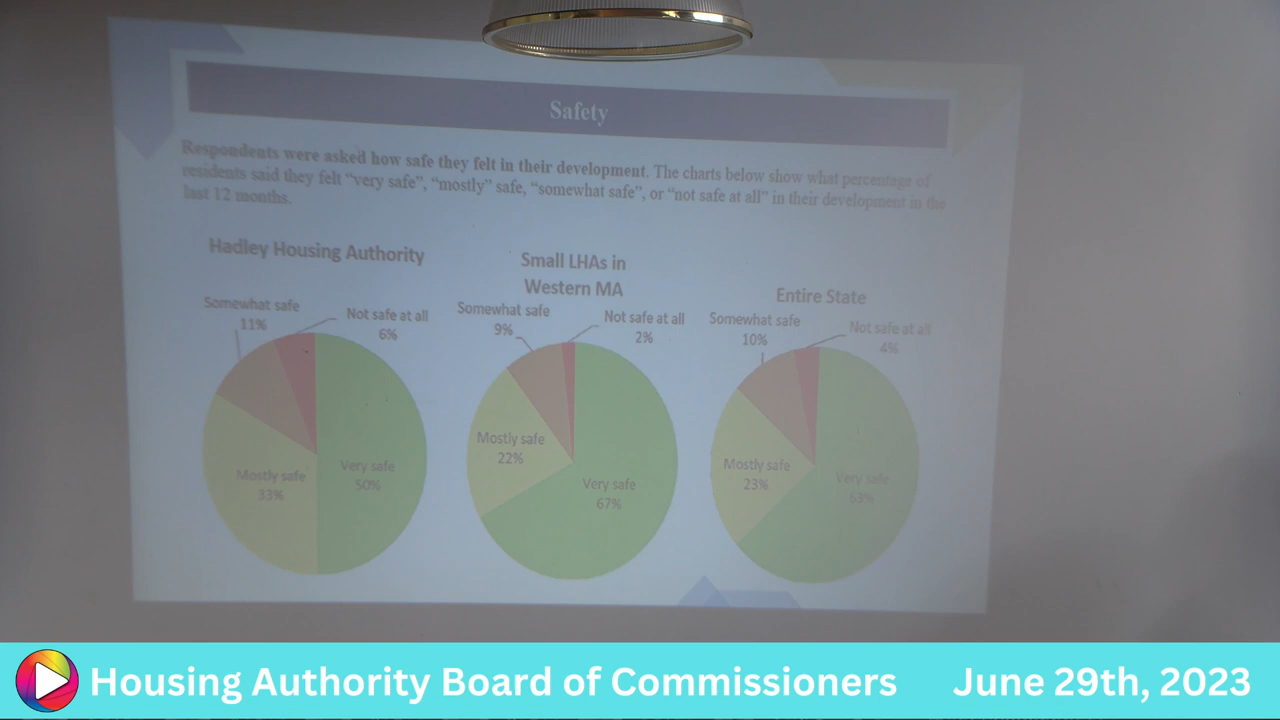 Safety
Respondents were asked how safe they felt in their development. The charts below show what percentage of
residents said they felt “very safe”, “mostly” safe, “somewhat safe”, or “not safe at all” in their development in the
last 12 months.
Hadley Housing Authority
Somewhat safe
11%
Not safe at all
6%
Mostly safe
33%
Very safe
50%
Small LHAs in
Western MA
Somewhat safe
9%
Not safe at all
2%
Mostly safe
22%
Very safe
67%
Entire State
Somewhat safe
10%
Not safe at all
4%
Mostly safe
23%
Very safe
63%
Housing Authority Board of Commissioners
June 29th, 2023